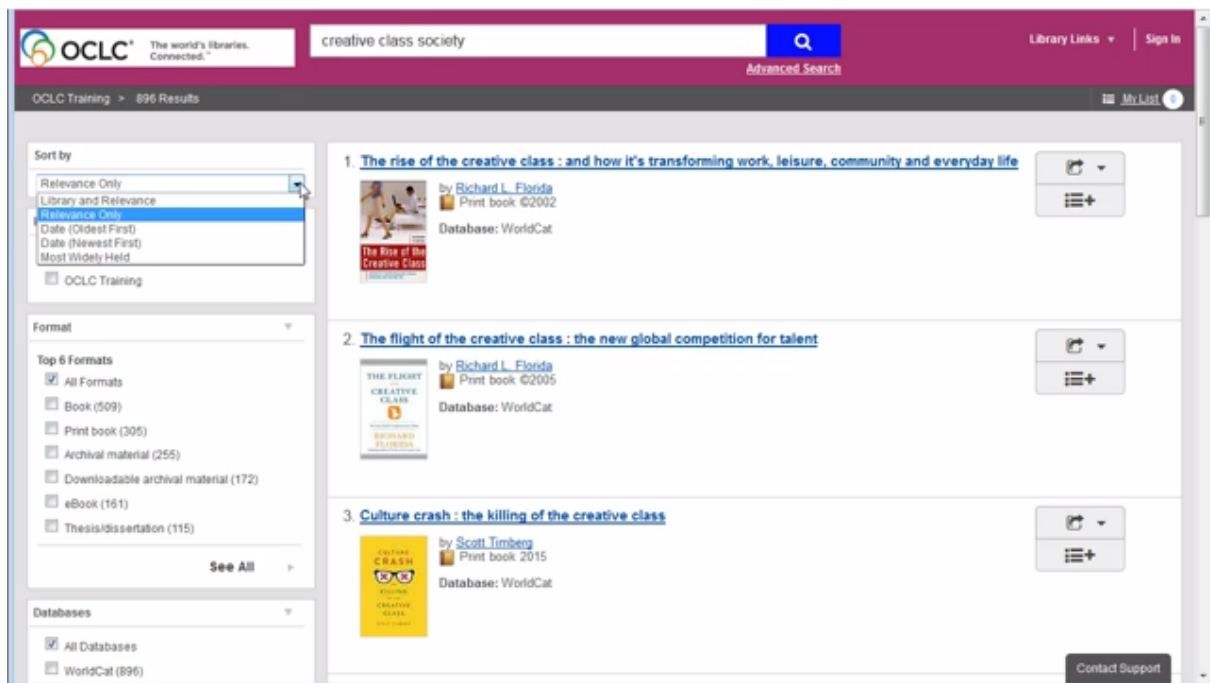 OCLC® The world's libraries. Connected.™
creative class society
Advanced Search
Library Links
Sign In
OCLC Training > 896 Results
My List 0
Sort by
Relevance Only
Library and Relevance
Relevance Only
Date (Oldest First)
Date (Newest First)
Most Widely Held
OCLC Training
Format
Top 6 Formats
All Formats
Book (509)
Print book (305)
Archival material (255)
Downloadable archival material (172)
eBook (161)
Thesis/dissertation (115)
See All
Databases
All Databases
WorldCat (896)
1. The rise of the creative class : and how it's transforming work, leisure, community and everyday life
The Rise of the
Creative Class
by Richard L. Florida
Print book ©2002
Database: WorldCat
2. The flight of the creative class : the new global competition for talent
THE FLIGHT
CREATIVE
CLASS
RICHARD
FLORIDA
by Richard L. Florida
Print book ©2005
Database: WorldCat
3. Culture crash : the killing of the creative class
CULTURE
CRASH
KILLING
CREATIVE
CLASS
by Scott Timberg
Print book 2015
Database: WorldCat
Contact Support